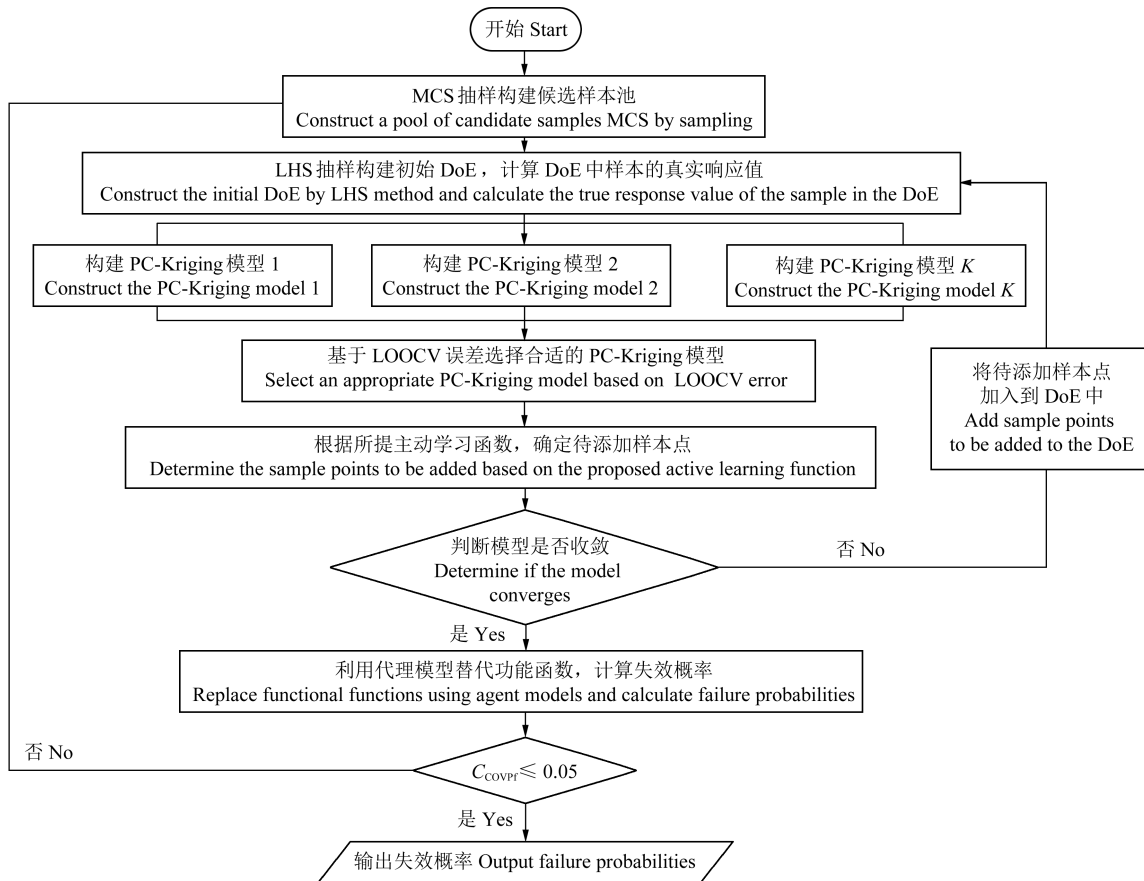 开始 Start
MCS 抽样构建候选样本池
Construct a pool of candidate samples MCS by sampling
LHS 抽样构建初始 DoE，计算 DoE 中样本的真实响应值
Construct the initial DoE by LHS method and calculate the true response value of the sample in the DoE
构建 PC-Kriging 模型 1
Construct the PC-Kriging model 1
构建 PC-Kriging 模型 2
Construct the PC-Kriging model 2
构建 PC-Kriging 模型 K
Construct the PC-Kriging model K
基于 LOOCV 误差选择合适的 PC-Kriging 模型
Select an appropriate PC-Kriging model based on LOOCV error
将待添加样本点
加入到 DoE 中
Add sample points
to be added to the DoE
根据所提主动学习函数，确定待添加样本点
Determine the sample points to be added based on the proposed active learning function
判断模型是否收敛
Determine if the model
converges
否 No
是 Yes
利用代理模型替代功能函数，计算失效概率
Replace functional functions using agent models and calculate failure probabilities
否 No
C_COVPf ≤ 0.05
是 Yes
输出失效概率 Output failure probabilities